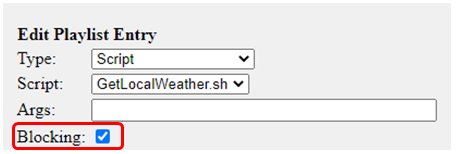 Edit Playlist Entry
Type: Script
Script: GetLocalWeather.sh
Args:
Blocking: